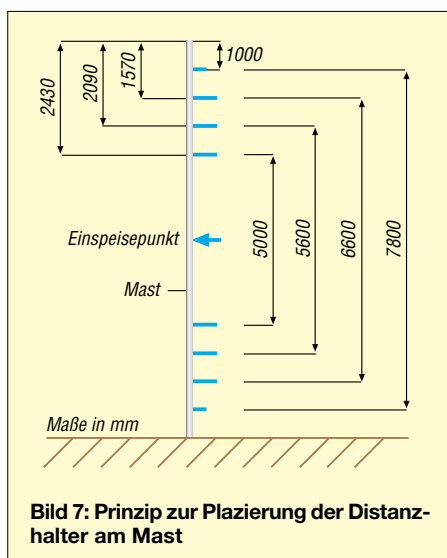 1000
1570
2090
2430
Einspeisepunkt
5000
5600
6600
7800
Mast
Maße in mm
Bild 7: Prinzip zur Plazierung der Distanz-
halter am Mast